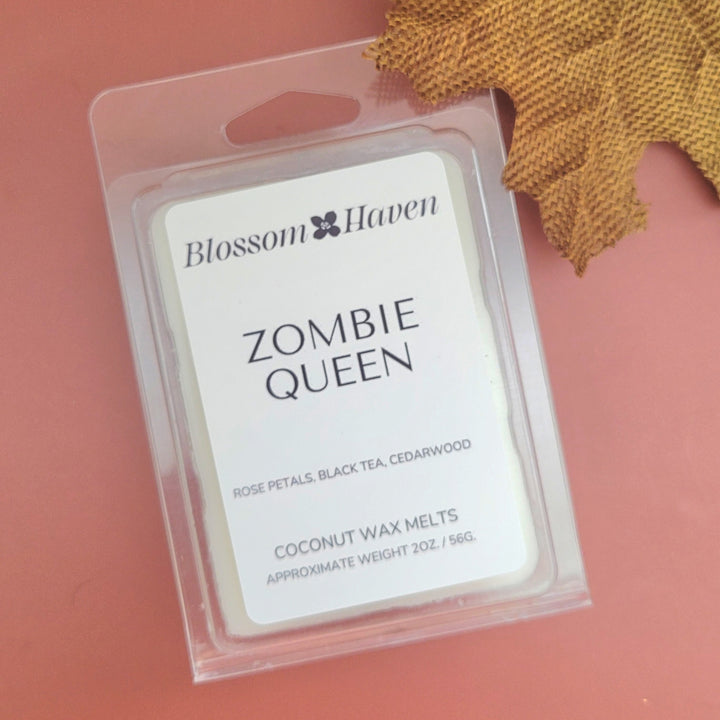 Blossom Haven
ZOMBIE
QUEEN
ROSE PETALS, BLACK TEA, CEDARWOOD
COCONUT WAX MELTS
APPROXIMATE WEIGHT 2OZ. / 56G.